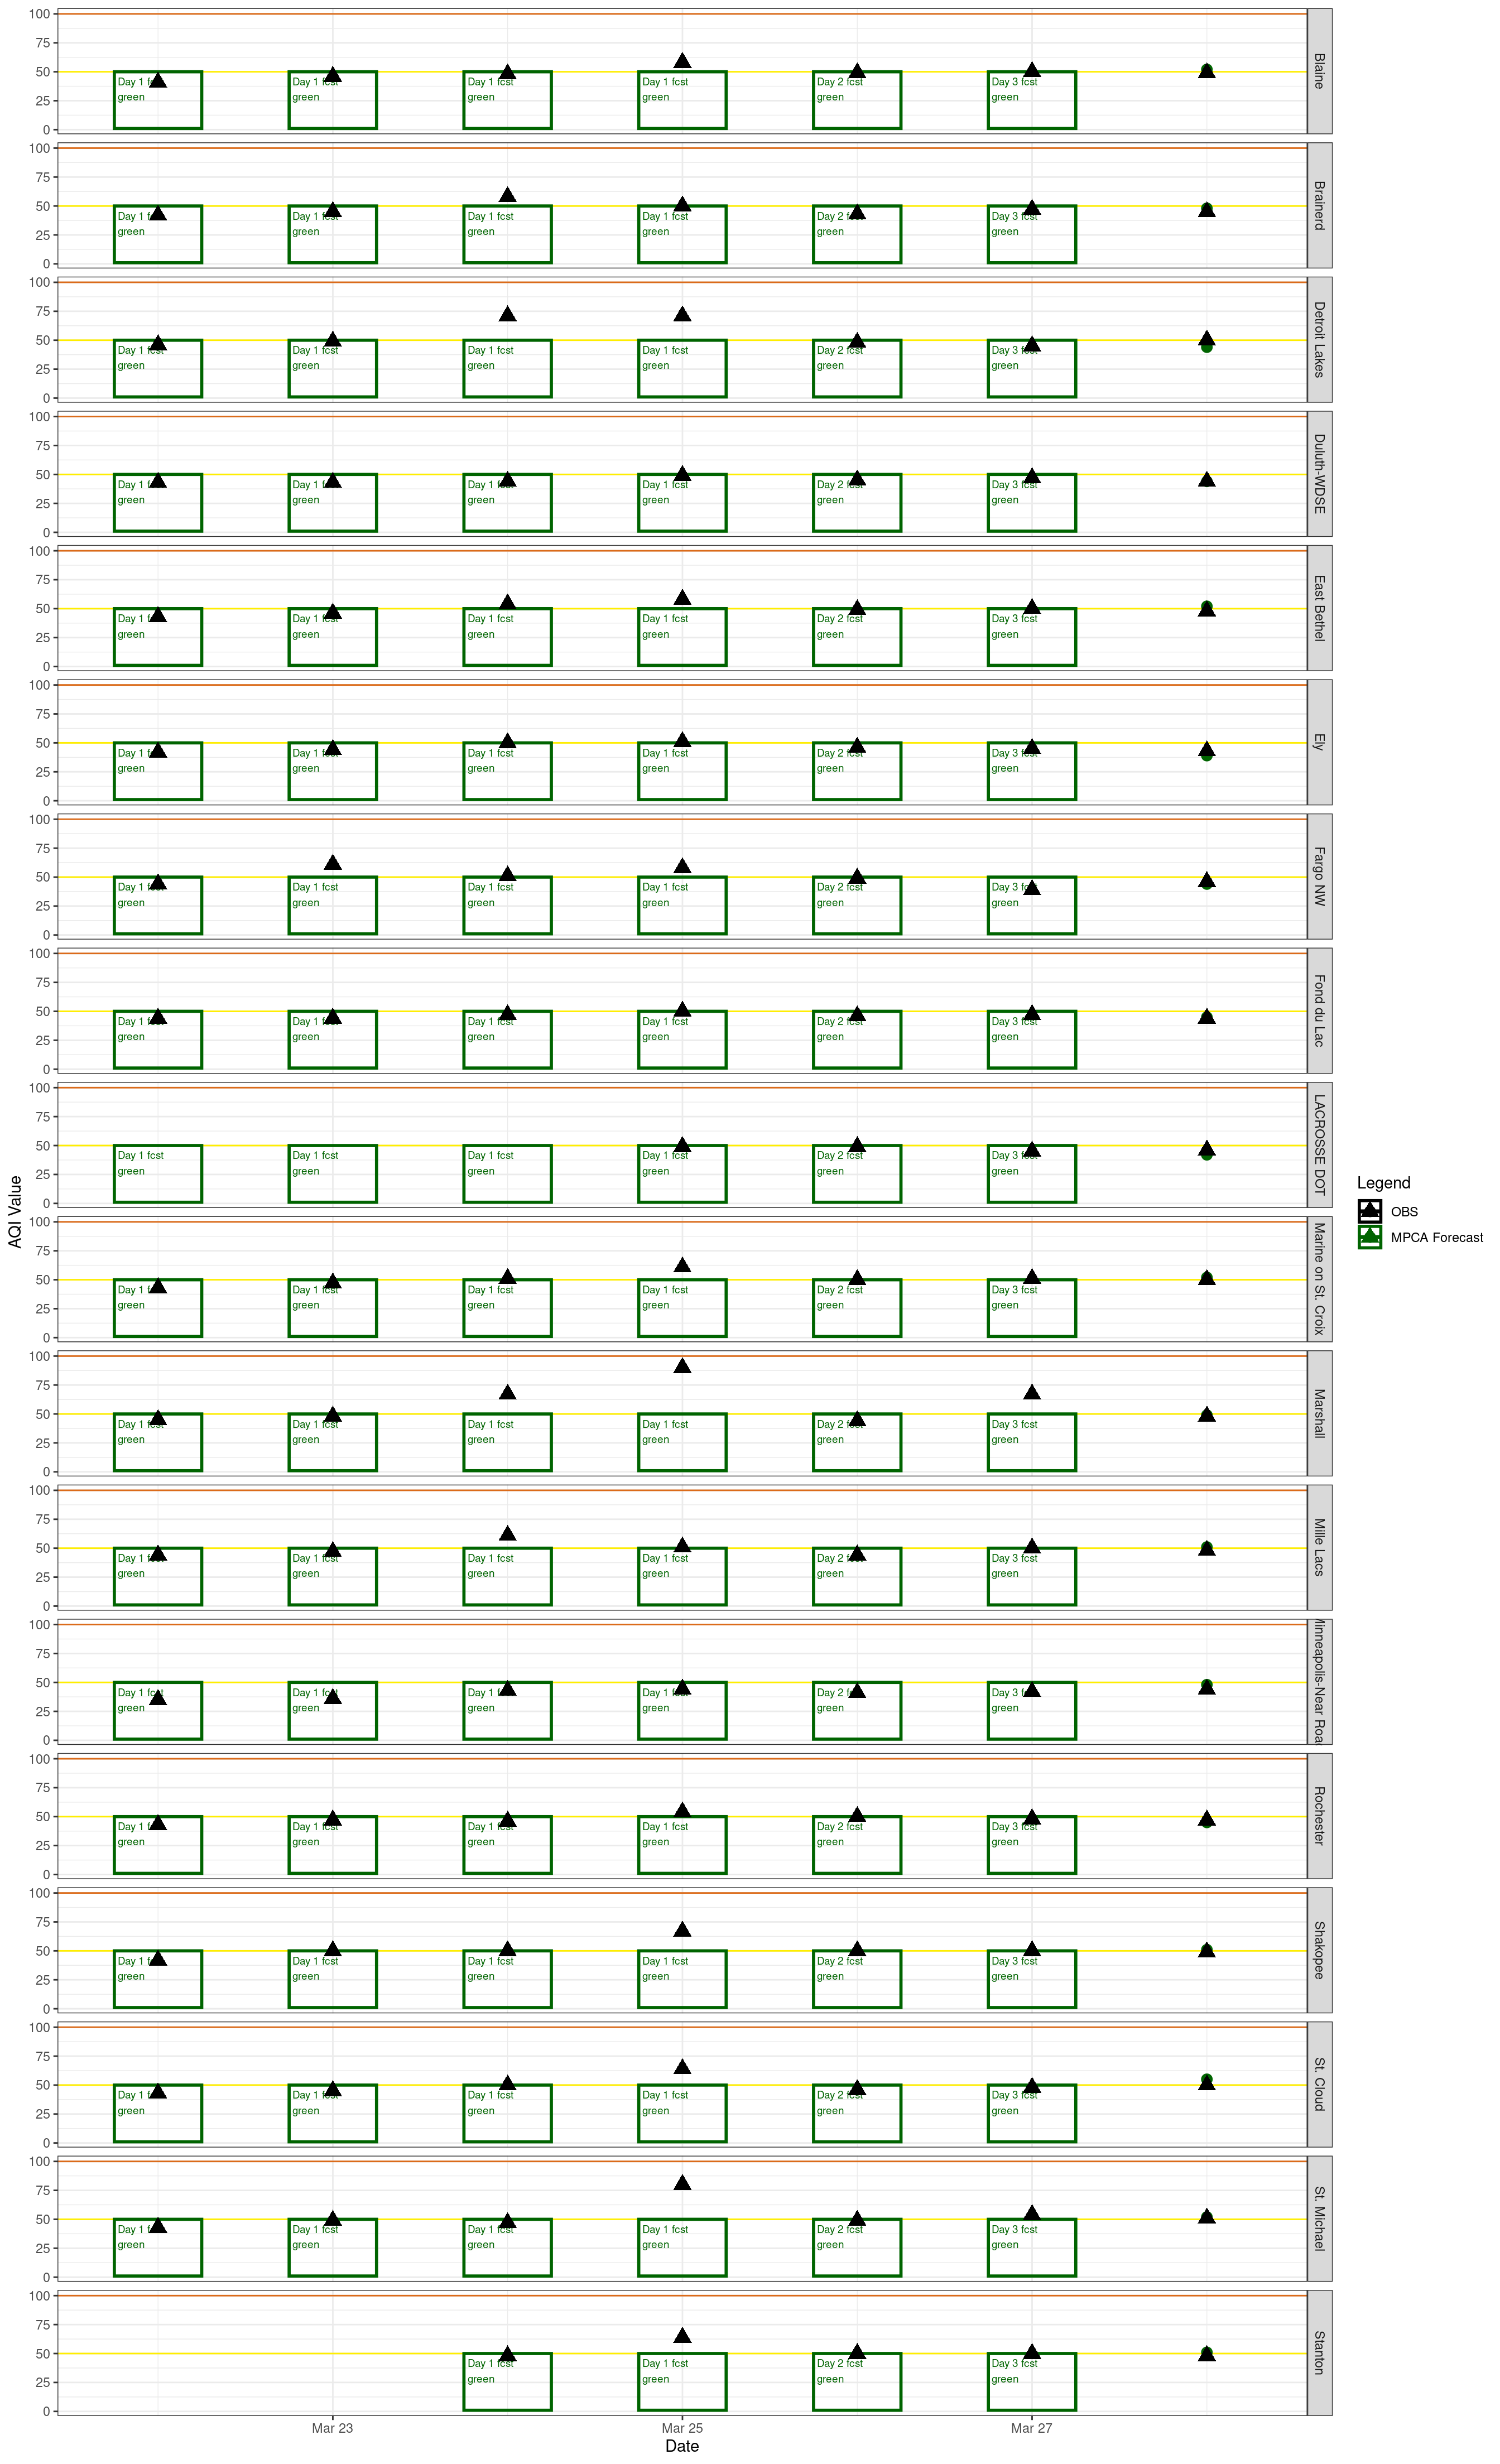 100
75
50
Day 1 fcst Day 1 fcst Day 1 fcst Day 1 fcst Day 2 fcst Day 3 fcst
green green green green green green
25
0
Blaine
100
75
50
Day 1 fcst Day 1 fcst Day 1 fcst Day 1 fcst Day 2 fcst Day 3 fcst
green green green green green green
25
0
Brainerd
100
75
50
Day 1 fcst Day 1 fcst Day 1 fcst Day 1 fcst Day 2 fcst Day 3 fcst
green green green green green green
25
0
Detroit Lakes
100
75
50
Day 1 fcst Day 1 fcst Day 1 fcst Day 1 fcst Day 2 fcst Day 3 fcst
green green green green green green
25
0
Duluth-WDSE
100
75
50
Day 1 fcst Day 1 fcst Day 1 fcst Day 1 fcst Day 2 fcst Day 3 fcst
green green green green green green
25
0
East Bethel
100
75
50
Day 1 fcst Day 1 fcst Day 1 fcst Day 1 fcst Day 2 fcst Day 3 fcst
green green green green green green
25
0
Ely
100
75
50
Day 1 fcst Day 1 fcst Day 1 fcst Day 1 fcst Day 2 fcst Day 3 fcst
green green green green green green
25
0
Fargo NW
100
75
50
Day 1 fcst Day 1 fcst Day 1 fcst Day 1 fcst Day 2 fcst Day 3 fcst
green green green green green green
25
0
Fond du Lac
100
75
50
Day 1 fcst Day 1 fcst Day 1 fcst Day 1 fcst Day 2 fcst Day 3 fcst
green green green green green green
25
0
LACROSSE DOT
100
75
50
Day 1 fcst Day 1 fcst Day 1 fcst Day 1 fcst Day 2 fcst Day 3 fcst
green green green green green green
25
0
Marine on St. Croix
100
75
50
Day 1 fcst Day 1 fcst Day 1 fcst Day 1 fcst Day 2 fcst Day 3 fcst
green green green green green green
25
0
Marshall
100
75
50
Day 1 fcst Day 1 fcst Day 1 fcst Day 1 fcst Day 2 fcst Day 3 fcst
green green green green green green
25
0
Mille Lacs
100
75
50
Day 1 fcst Day 1 fcst Day 1 fcst Day 1 fcst Day 2 fcst Day 3 fcst
green green green green green green
25
0
Minneapolis-Near Road
100
75
50
Day 1 fcst Day 1 fcst Day 1 fcst Day 1 fcst Day 2 fcst Day 3 fcst
green green green green green green
25
0
Rochester
100
75
50
Day 1 fcst Day 1 fcst Day 1 fcst Day 1 fcst Day 2 fcst Day 3 fcst
green green green green green green
25
0
Shakopee
100
75
50
Day 1 fcst Day 1 fcst Day 1 fcst Day 1 fcst Day 2 fcst Day 3 fcst
green green green green green green
25
0
St. Cloud
100
75
50
Day 1 fcst Day 1 fcst Day 1 fcst Day 1 fcst Day 2 fcst Day 3 fcst
green green green green green green
25
0
St. Michael
100
75
50
Day 1 fcst Day 1 fcst Day 2 fcst Day 3 fcst
green green green green
25
0
Stanton
Mar 23 Mar 25 Mar 27
Date
AQI Value
Legend
OBS
MPCA Forecast